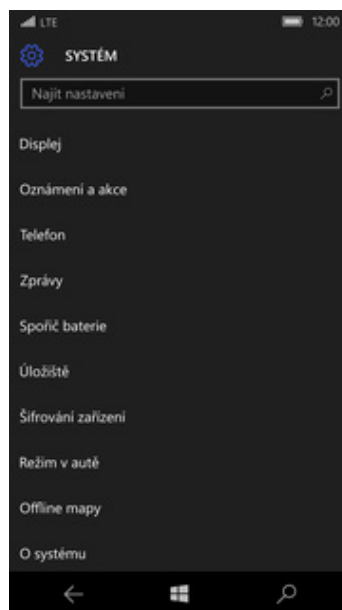 LTE 12:00
SYSTÉM
Najít nastavení
Displej
Oznámení a akce
Telefon
Zprávy
Spořič baterie
Úložiště
Šifrování zařízení
Režim v autě
Offline mapy
O systému